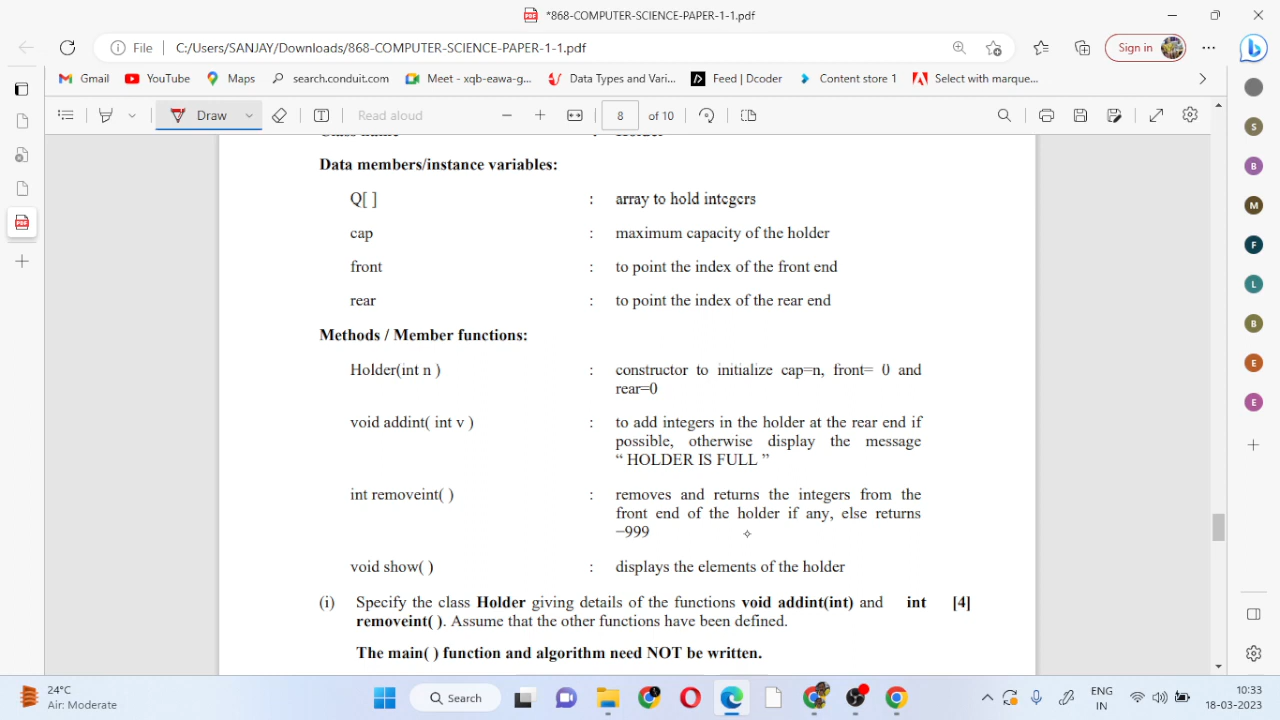 *868-COMPUTER-SCIENCE-PAPER-1-1.pdf
File C:/Users/SANJAY/Downloads/868-COMPUTER-SCIENCE-PAPER-1-1.pdf Sign in
Gmail YouTube Maps search.conduit.com Meet - xqb-eawa-g... Data Types and Vari... Feed | Dcoder Content store 1 Select with marque...
Draw Read aloud 8 of 10
Data members/instance variables:
Q[ ] : array to hold integers
cap : maximum capacity of the holder
front : to point the index of the front end
rear : to point the index of the rear end
Methods / Member functions:
Holder(int n ) : constructor to initialize cap=n, front= 0 and
rear=0
void addint( int v ) : to add integers in the holder at the rear end if
possible, otherwise display the message
“ HOLDER IS FULL ”
int removeint( ) : removes and returns the integers from the
front end of the holder if any, else returns
−999
void show( ) : displays the elements of the holder
(i) Specify the class Holder giving details of the functions void addint(int) and int [4]
removeint( ). Assume that the other functions have been defined.
The main( ) function and algorithm need NOT be written.
S
B
M
F
L
B
E
E
24°C
Air: Moderate
Search
ENG
IN
10:33
18-03-2023